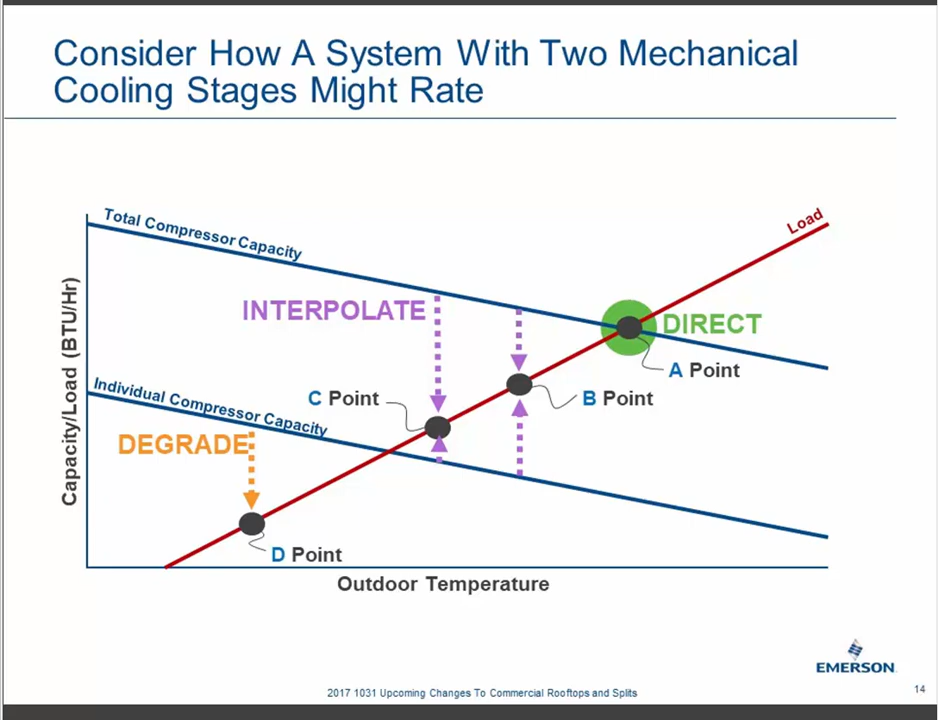 Consider How A System With Two Mechanical
Cooling Stages Might Rate
Total Compressor Capacity
Load
INTERPOLATE
DIRECT
A Point
Individual Compressor Capacity
C Point
B Point
DEGRADE
D Point
Capacity/Load (BTU/Hr)
Outdoor Temperature
EMERSON
2017 1031 Upcoming Changes To Commercial Rooftops and Splits
14